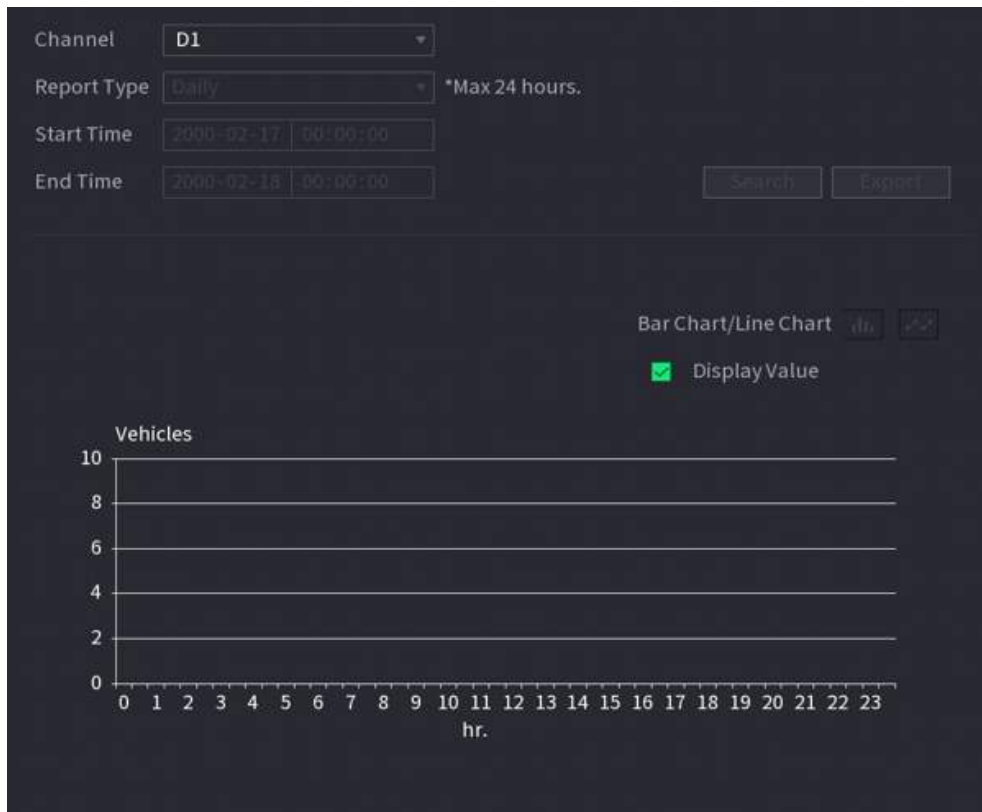 Channel D1
Report Type Daily *Max 24 hours.
Start Time 2000-02-17 00:00:00
End Time 2000-02-18 00:00:00 Search Export
Bar Chart/Line Chart
Display Value
Vehicles
10
8
6
4
2
0
0 1 2 3 4 5 6 7 8 9 10 11 12 13 14 15 16 17 18 19 20 21 22 23
hr.